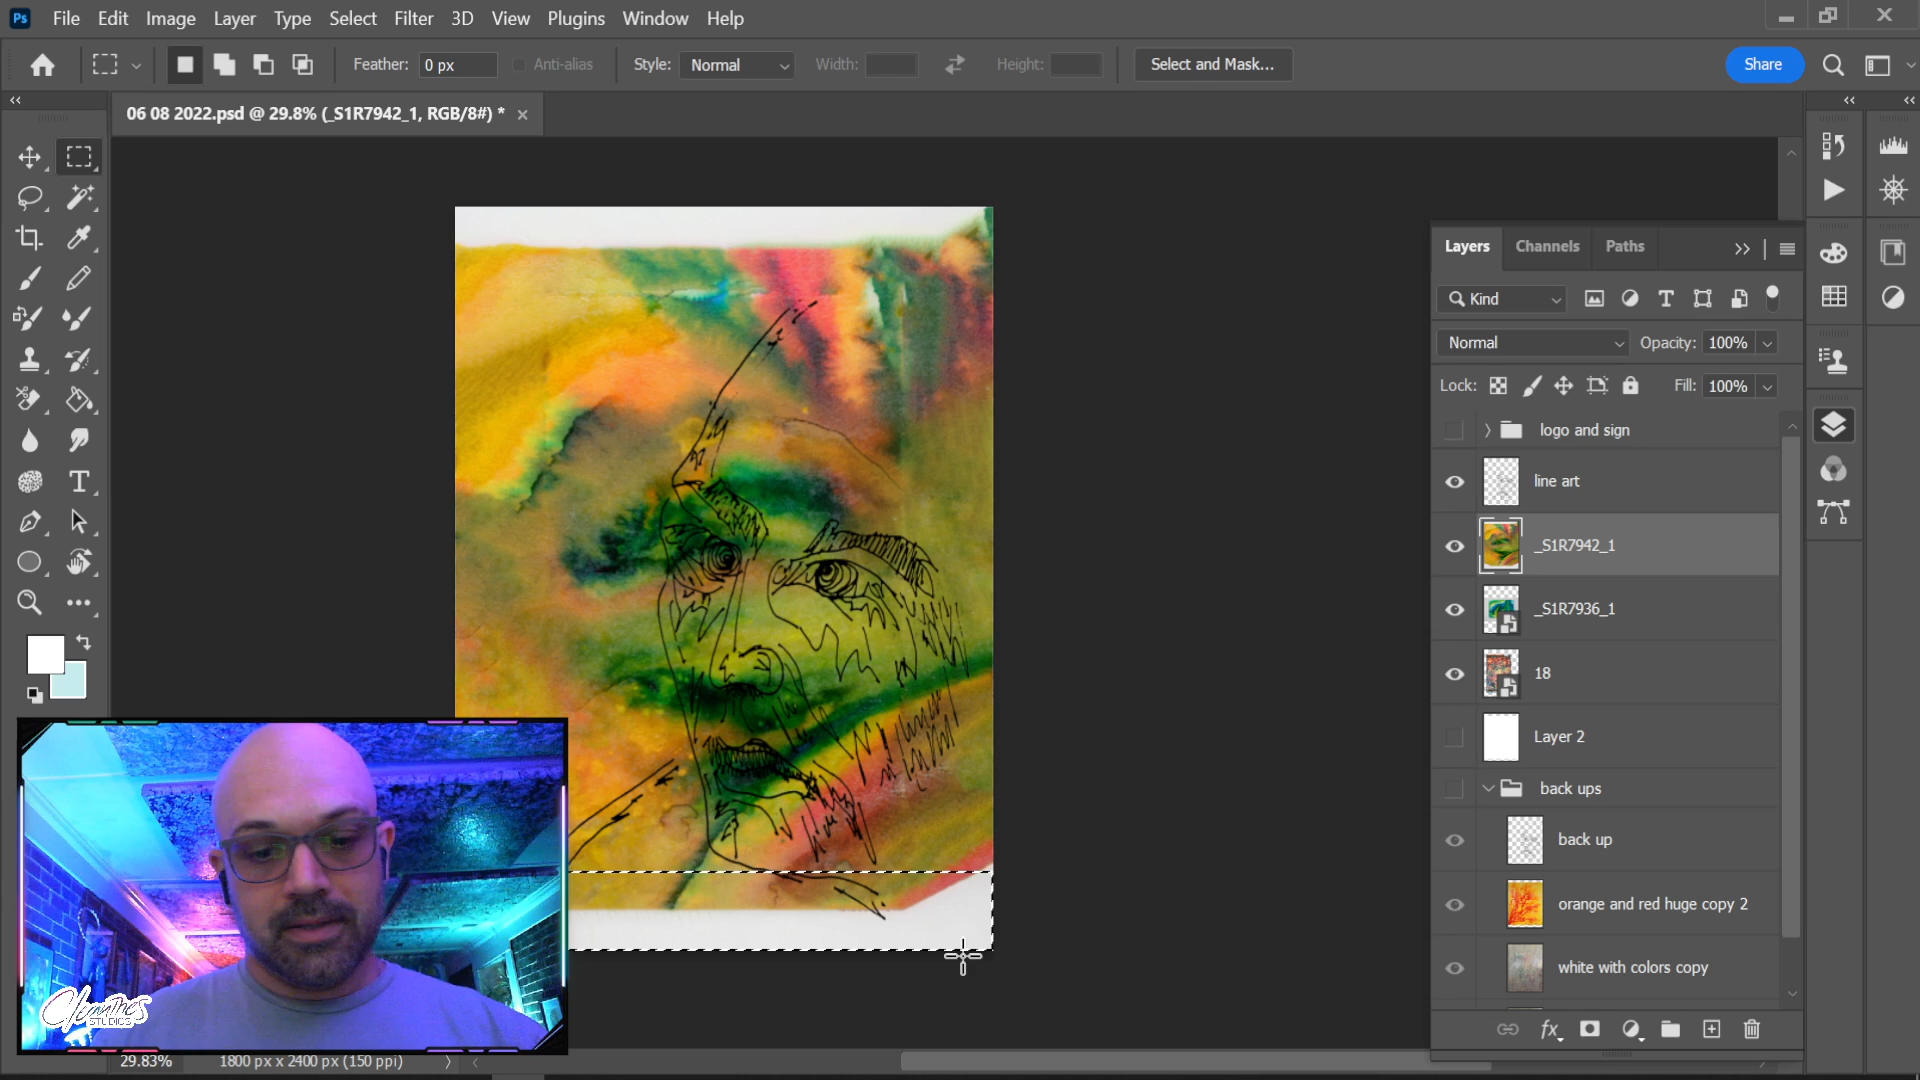 Ps File Edit Image Layer Type Select Filter 3D View Plugins Window Help
Feather: 0 px Anti-alias Style: Normal Width: Height: Select and Mask... Share
06 08 2022.psd @ 29.8% (_S1R7942_1, RGB/8#) *
Layers Channels Paths
Kind
Normal Opacity: 100%
Lock: Fill: 100%
logo and sign
line art
_S1R7942_1
_S1R7936_1
18
Layer 2
back ups
back up
orange and red huge copy 2
white with colors copy
fx
STUDIOS
29.83% 1800 px x 2400 px (150 ppi)